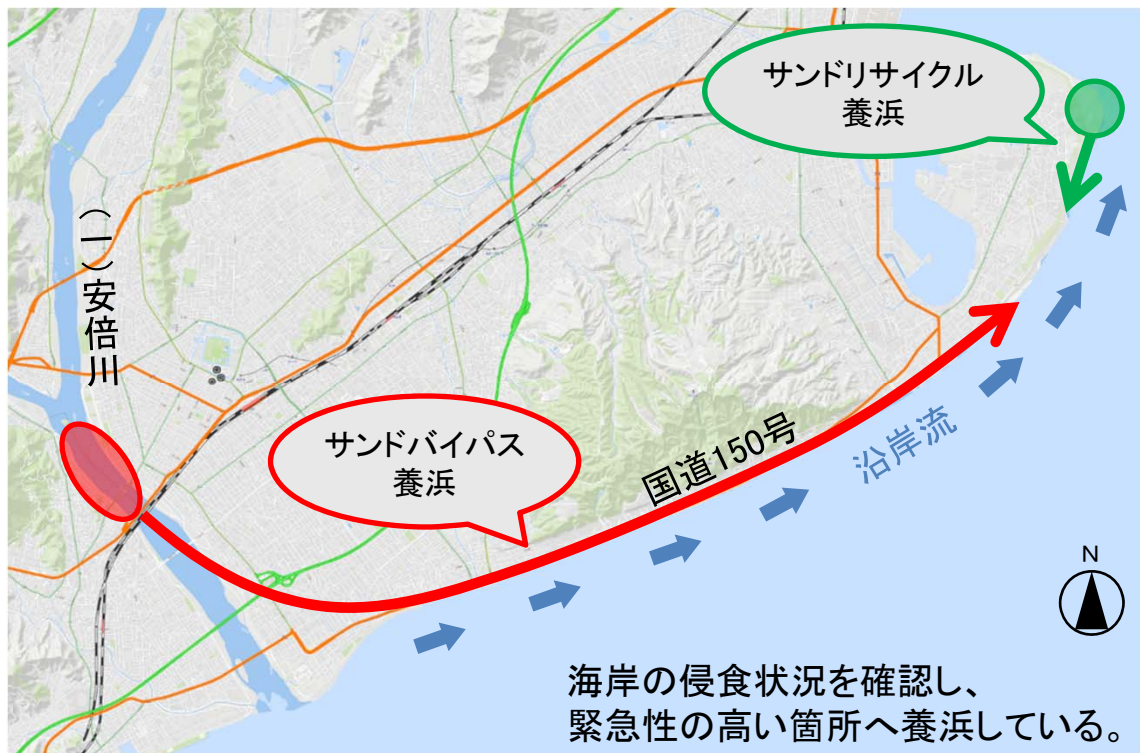 サンドリサイクル
養浜
(一)安倍川
サンドバイパス
養浜
国道150号
沿岸流
N
海岸の侵食状況を確認し、
緊急性の高い箇所へ養浜している。